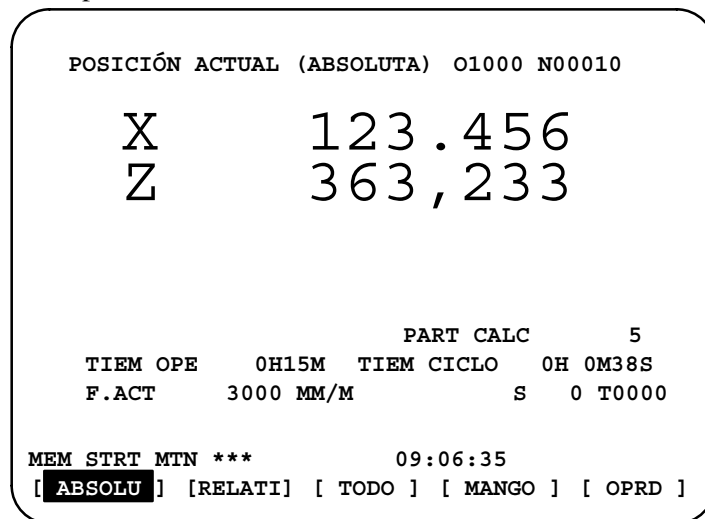 POSICIÓN ACTUAL (ABSOLUTA) O1000 N00010
X 123.456
Z 363,233
PART CALC 5
TIEM OPE 0H15M TIEM CICLO 0H 0M38S
F.ACT 3000 MM/M S 0 T0000
MEM STRT MTN *** 09:06:35
[ ABSOLU ] [RELATI] [ TODO ] [ MANGO ] [ OPRD ]